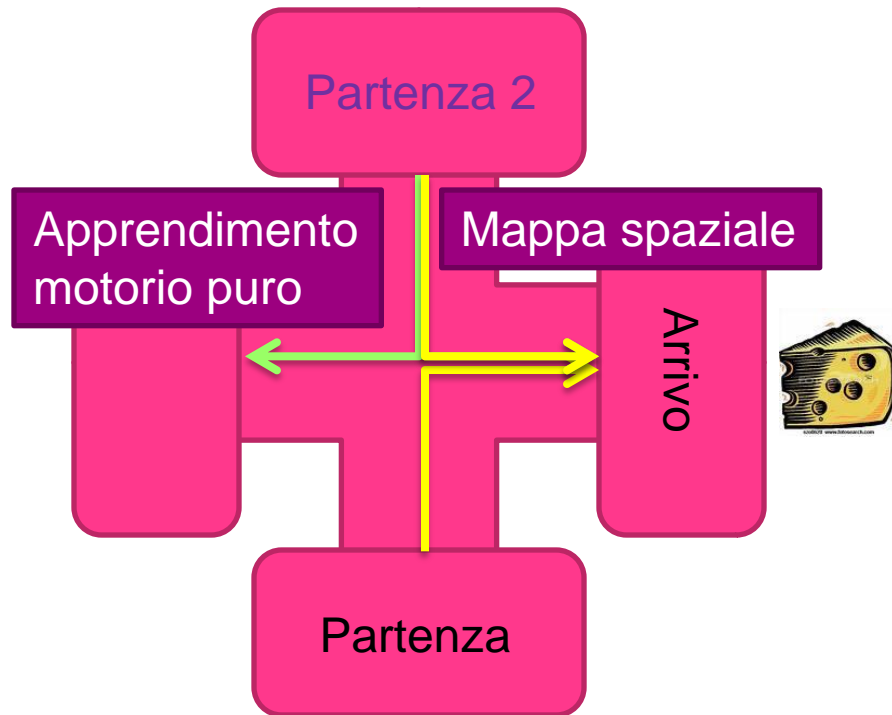 Partenza 2
Apprendimento
motorio puro
Mappa spaziale
Arrivo
Partenza